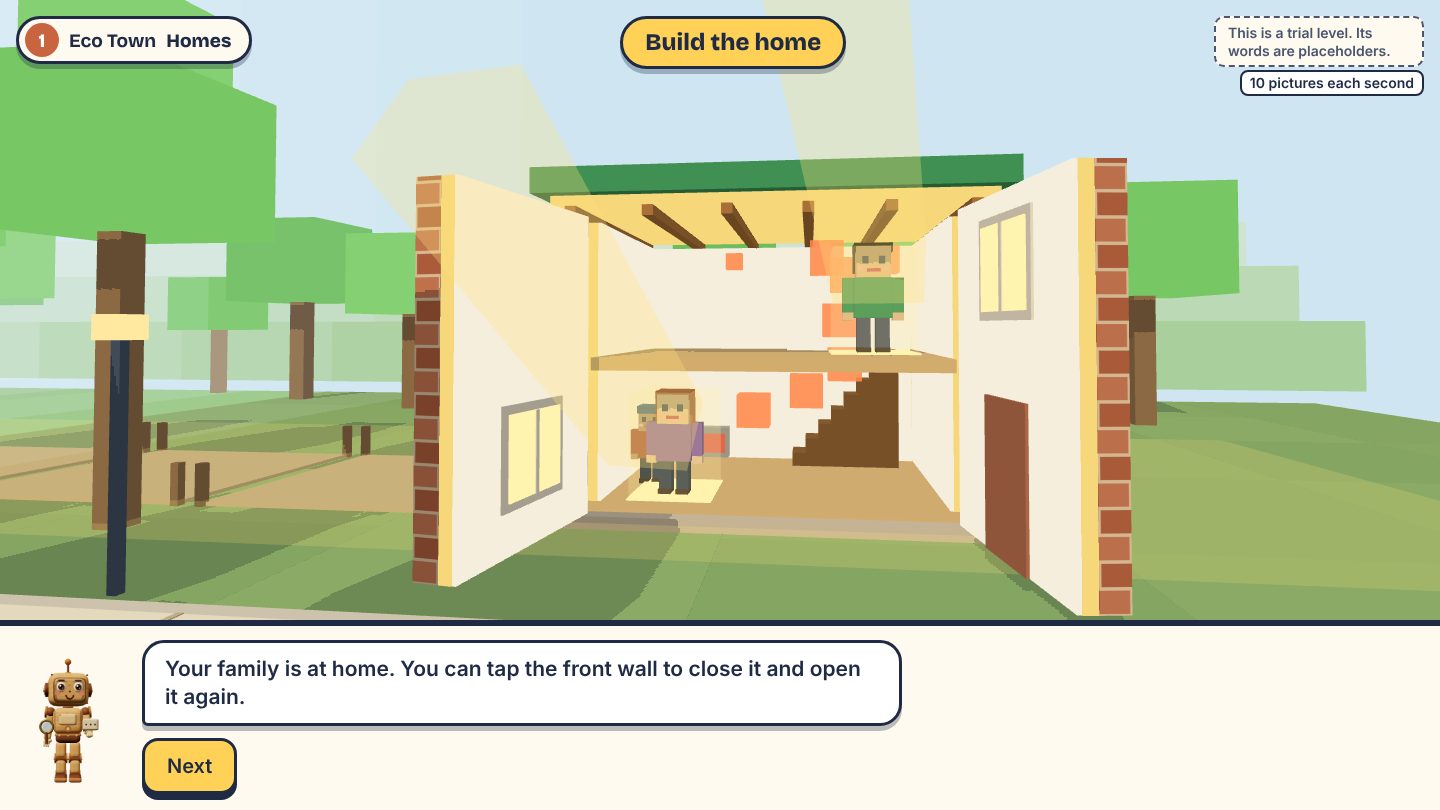 1 Eco Town Homes
Build the home
This is a trial level. Its
words are placeholders.
10 pictures each second
Your family is at home. You can tap the front wall to close it and open
it again.
Next